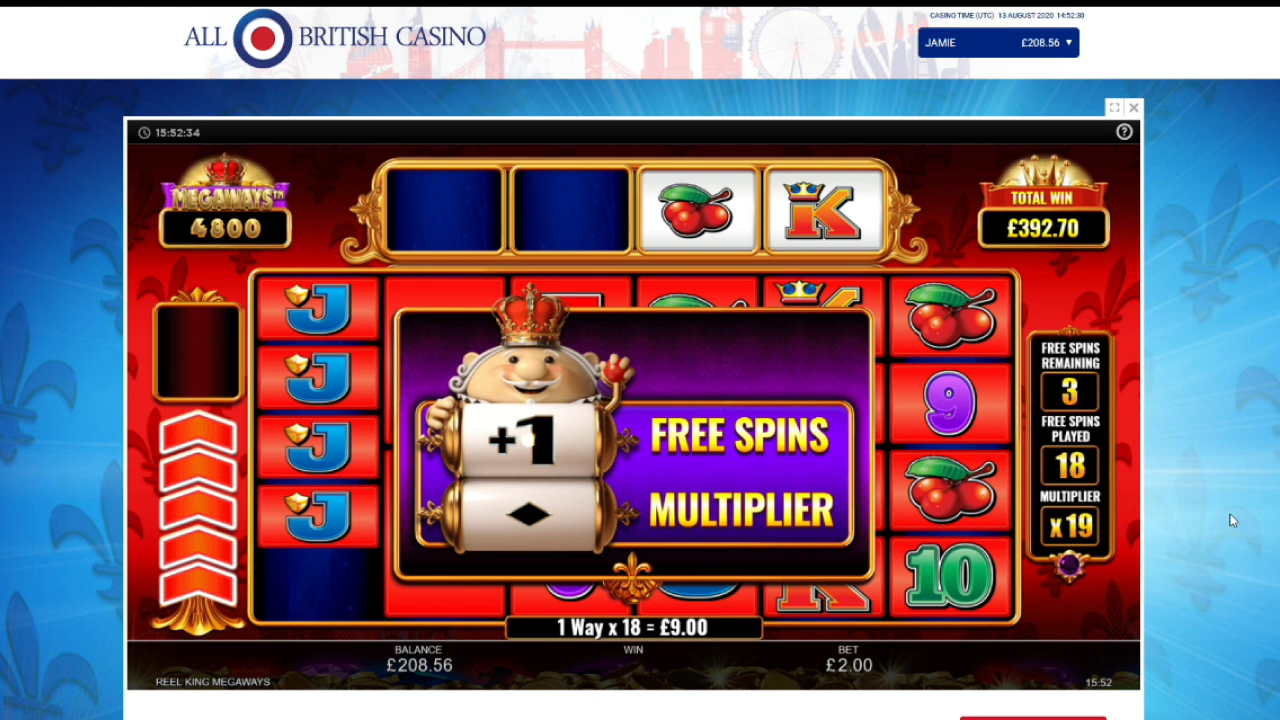 CASINO TIME (UTC) 13 AUGUST 2020 14:52:30
ALL BRITISH CASINO
JAMIE £208.56
15:52:34
MEGAWAYS™
4800
K
TOTAL WIN
£392.70
J
J
J
J
9
10
K
+1
FREE SPINS
MULTIPLIER
FREE SPINS
REMAINING
3
FREE SPINS
PLAYED
18
MULTIPLIER
x19
1 Way x 18 = £9.00
BALANCE
£208.56
WIN
BET
£2.00
REEL KING MEGAWAYS
15:52